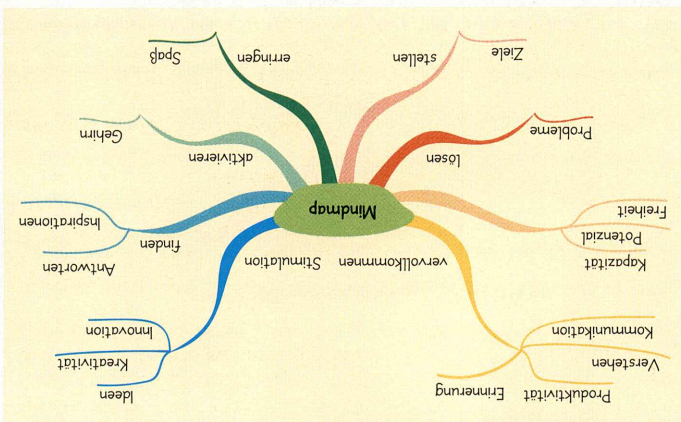 Produktivität
Erinnerung
Verstehen
Kommunikation
vervollkommnen
Kapazität
Potenzial
Freiheit
Stimulation
Ideen
Kreativität
Innovation
finden
Antworten
Inspirationen
Mindmap
lösen
Probleme
aktivieren
Gehirn
stellen
Ziele
erringen
Spaß